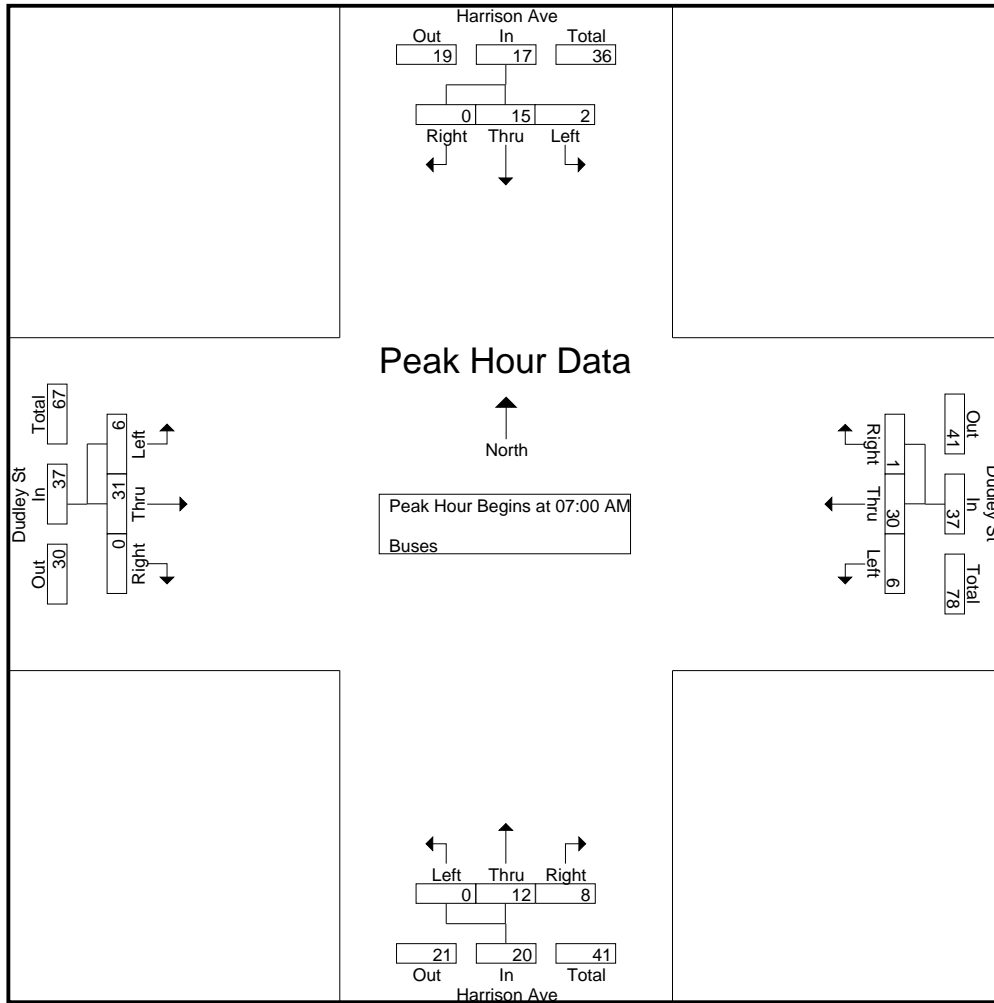 Harrison Ave
Out In Total
19 17 36
0 15 2
Right Thru Left
Peak Hour Data
North
Peak Hour Begins at 07:00 AM
Buses
Dudley St
Out In Total
30 37 67
0 31 6
Right Thru Left
Dudley St
Out In Total
41 37 78
1 30 6
Right Thru Left
Left Thru Right
0 12 8
21 20 41
Out In Total
Harrison Ave